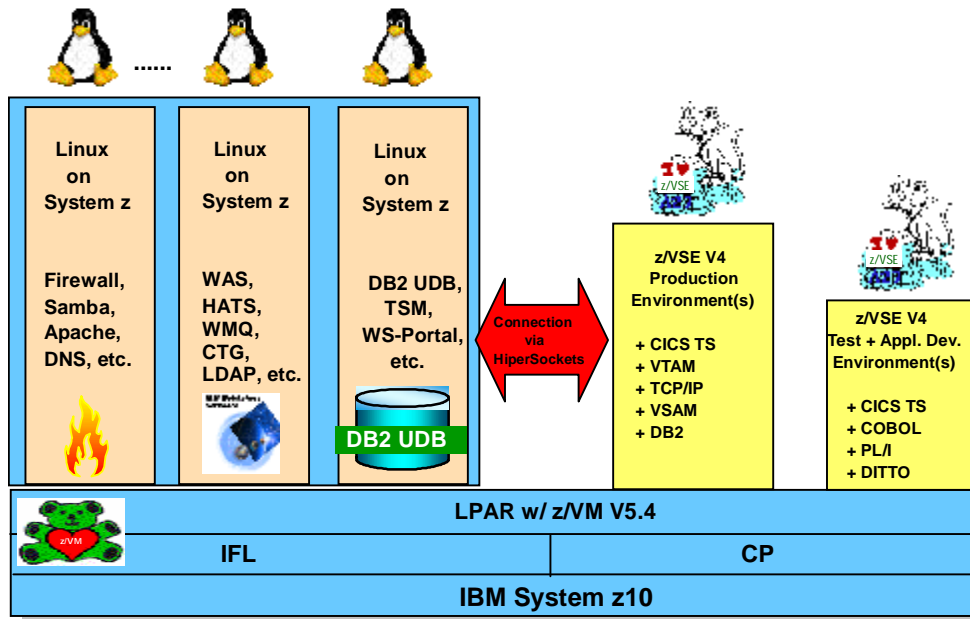 ......
Linux
on
System z
Firewall,
Samba,
Apache,
DNS, etc.
Linux
on
System z
WAS,
HATS,
WMQ,
CTG,
LDAP, etc.
Linux
on
System z
DB2 UDB,
TSM,
WS-Portal,
etc.
DB2 UDB
Connection
via
HiperSockets
z/VSE
z/VSE V4
Production
Environment(s)
+ CICS TS
+ VTAM
+ TCP/IP
+ VSAM
+ DB2
z/VSE
z/VSE V4
Test + Appl. Dev.
Environment(s)
+ CICS TS
+ COBOL
+ PL/I
+ DITTO
z/VM
LPAR w/ z/VM V5.4
IFL
CP
IBM System z10